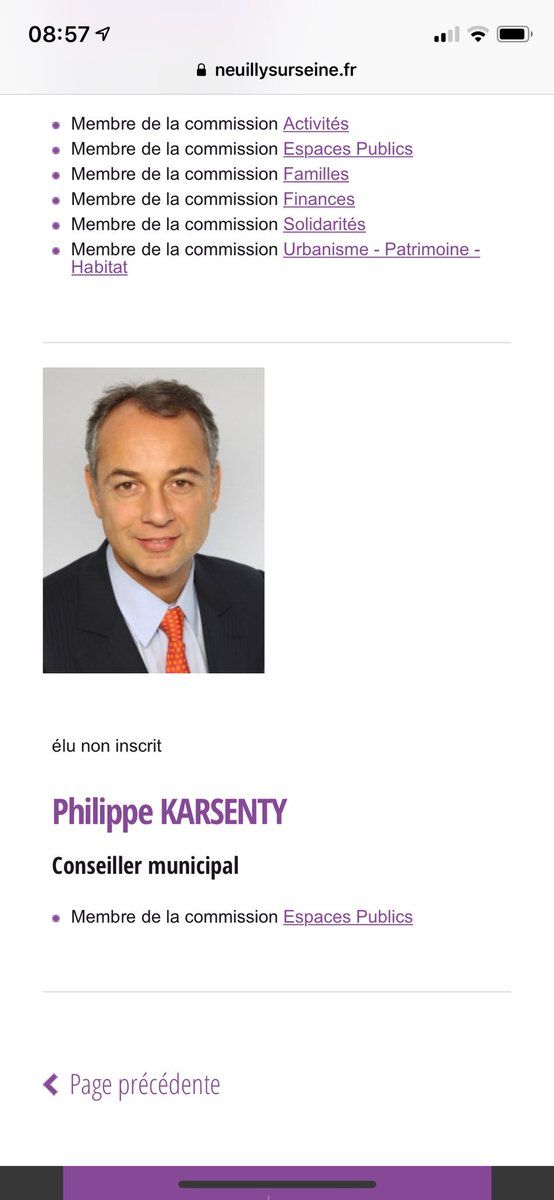 08:57
neuillysurseine.fr
Membre de la commission Activités
Membre de la commission Espaces Publics
Membre de la commission Familles
Membre de la commission Finances
Membre de la commission Solidarités
Membre de la commission Urbanisme - Patrimoine -
Habitat
élu non inscrit
Philippe KARSENTY
Conseiller municipal
Membre de la commission Espaces Publics
Page précédente